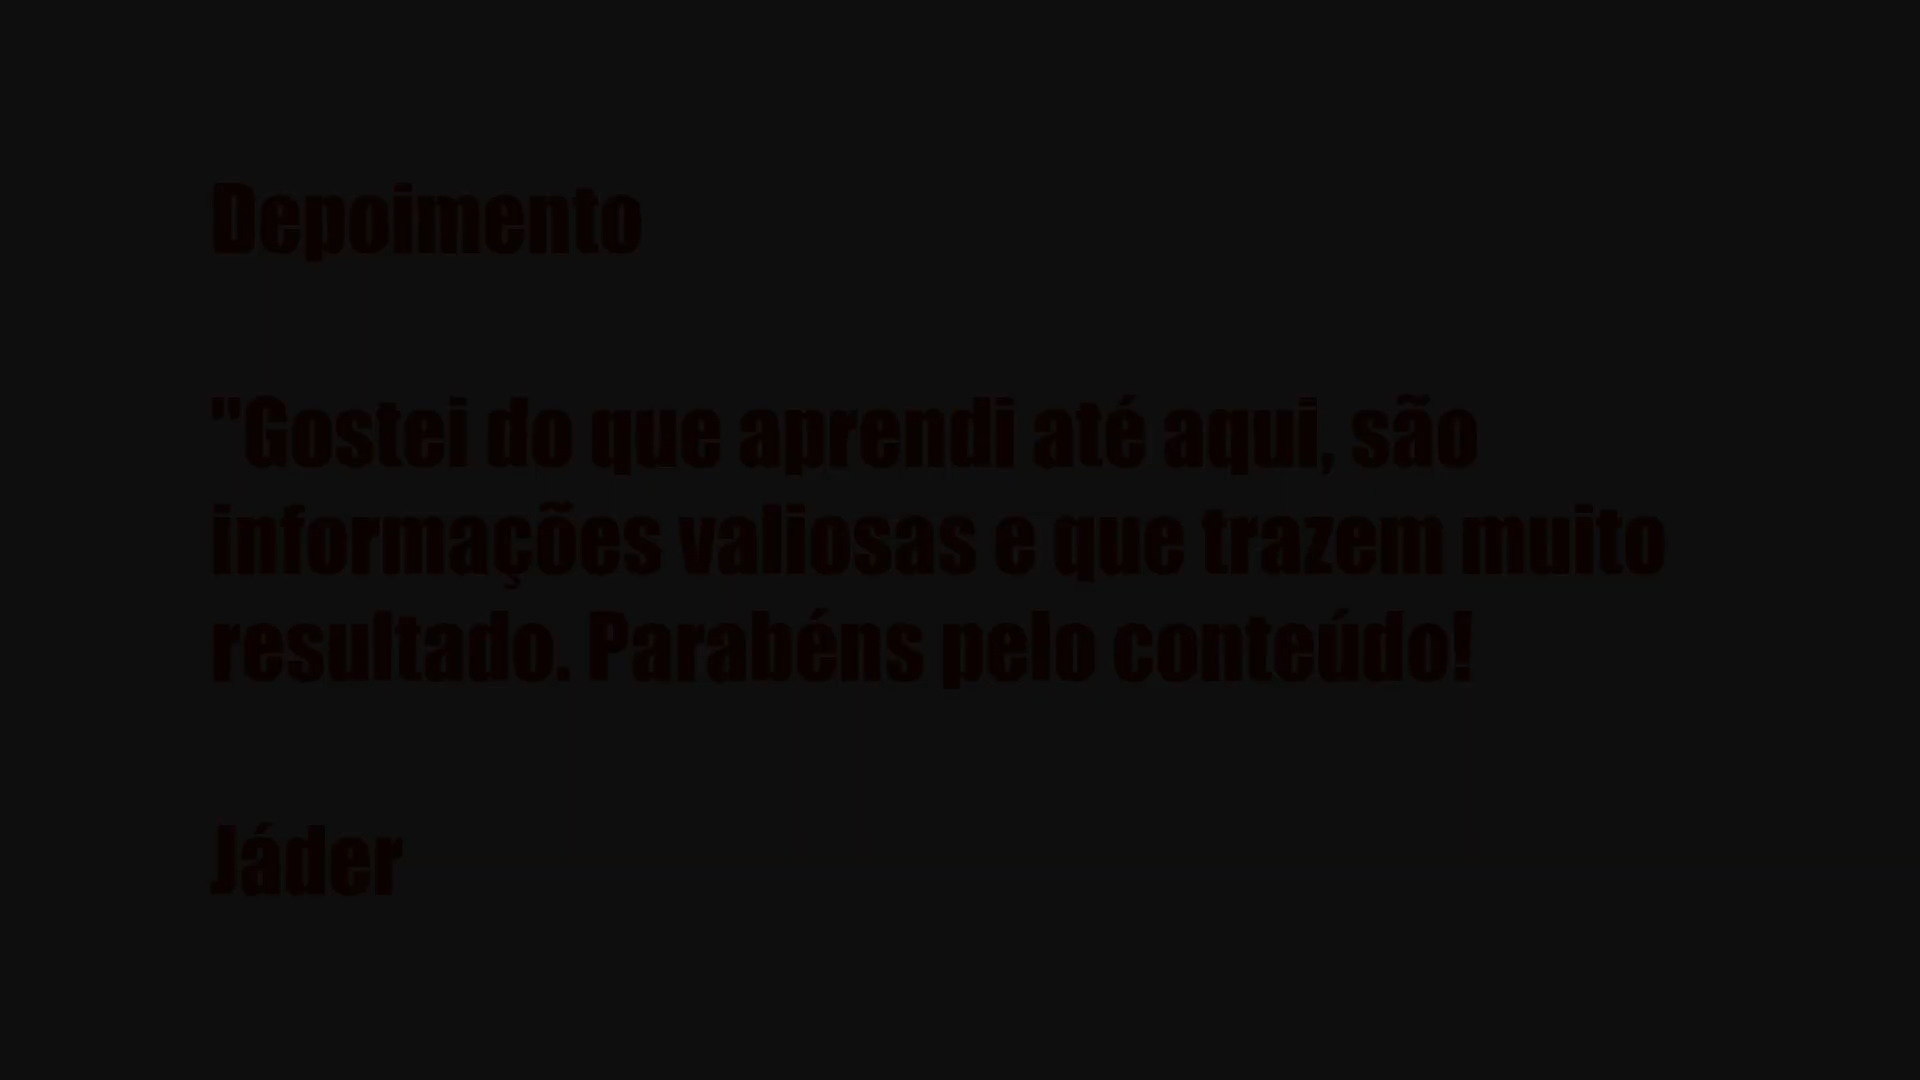 Depoimento
"Gostei do que aprendi até aqui, são
informações valiosas e que trazem muito
resultado. Parabéns pelo conteúdo!
Jáder